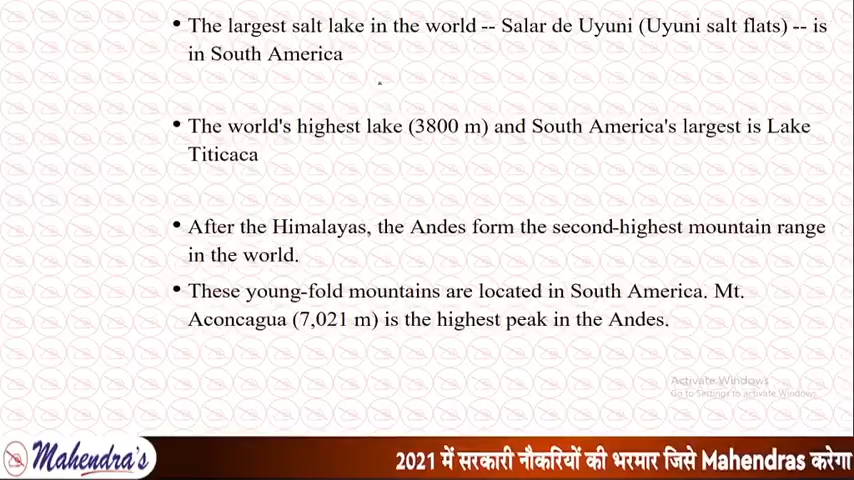 • The largest salt lake in the world -- Salar de Uyuni (Uyuni salt flats) -- is
in South America
• The world's highest lake (3800 m) and South America's largest is Lake
Titicaca
• After the Himalayas, the Andes form the second-highest mountain range
in the world.
• These young-fold mountains are located in South America. Mt.
Aconcagua (7,021 m) is the highest peak in the Andes.
Activate Windows
Go to Settings to activate Windows.
Mahendra's
2021 में सरकारी नौकरियों की भरमार जिसे Mahendras करेगा